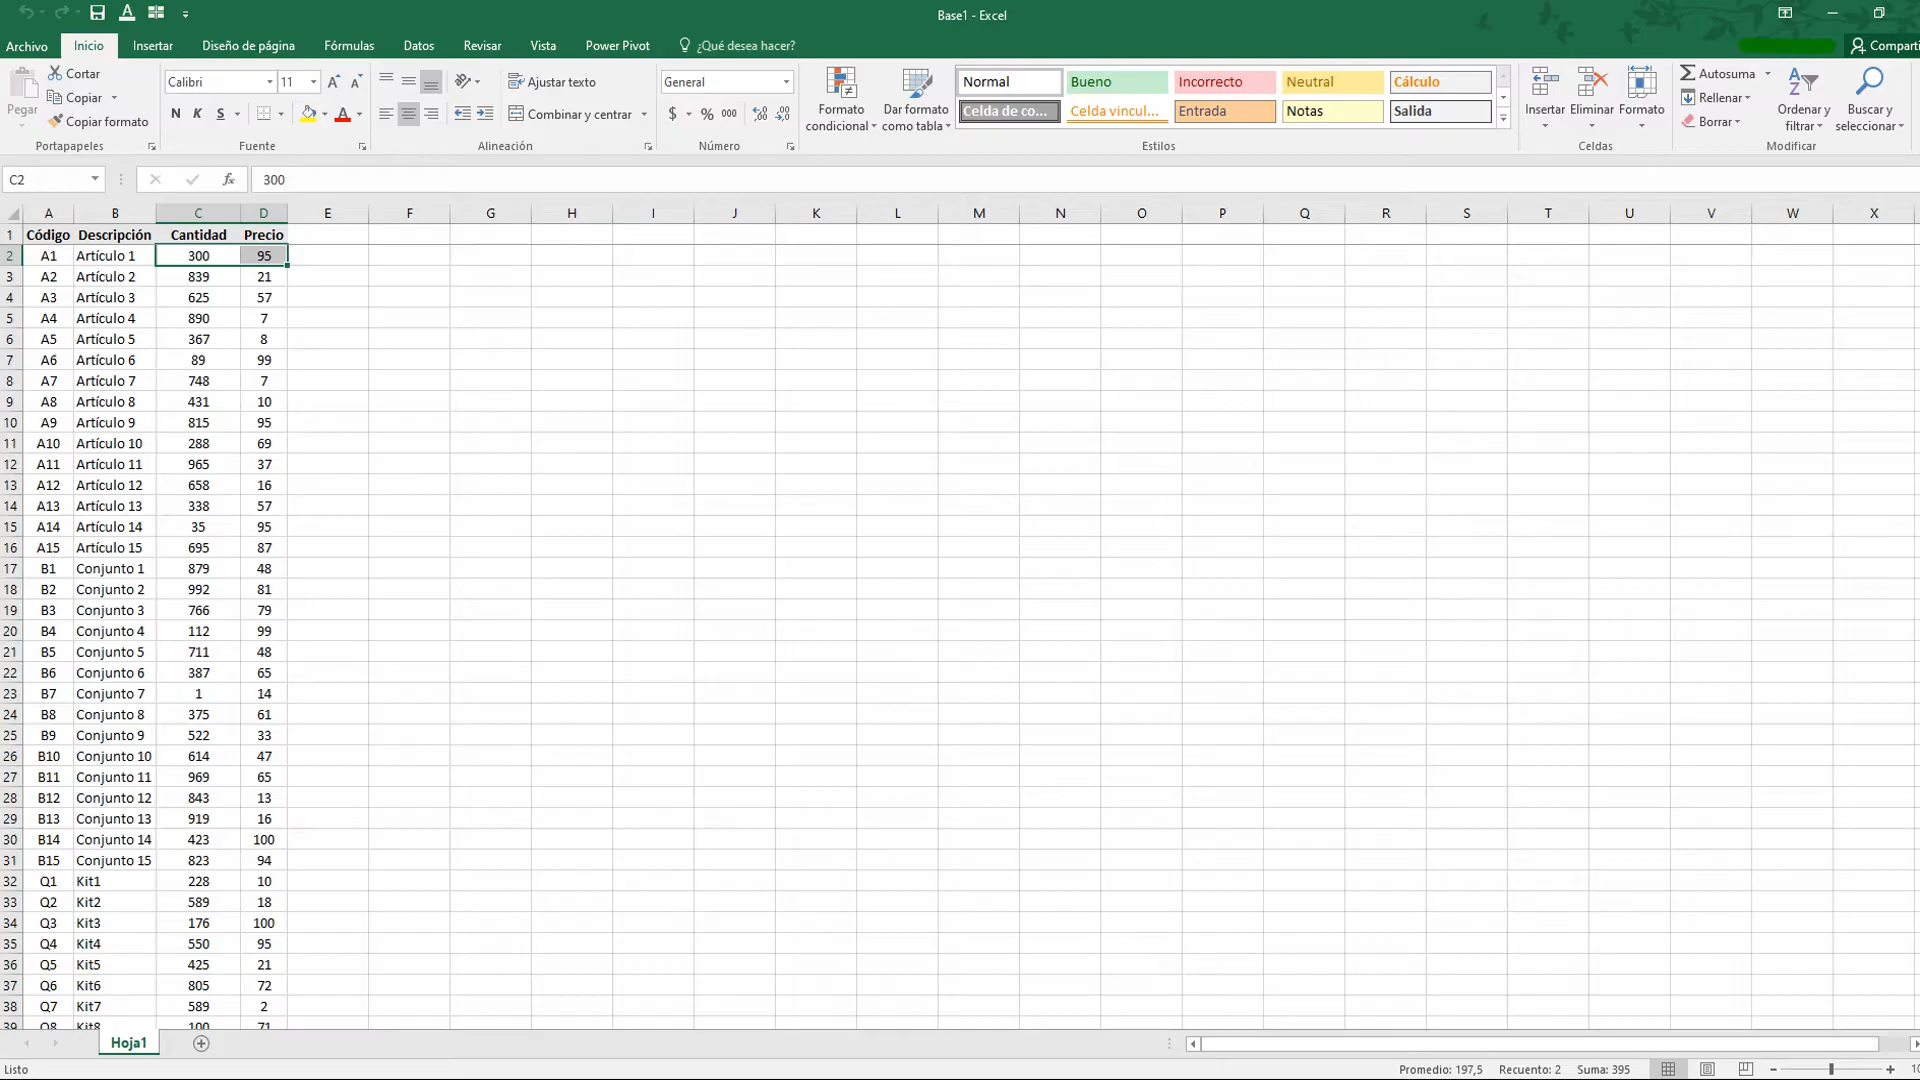 Base1 - Excel
Archivo Inicio Insertar Diseño de página Fórmulas Datos Revisar Vista Power Pivot ¿Qué desea hacer? Comparti
Pegar
Cortar
Copiar
Copiar formato
Portapapeles
Calibri 11
N K S
Fuente
Ajustar texto
Combinar y centrar
Alineación
General
$ % 000
Número
Formato condicional
Dar formato como tabla
Normal Bueno Incorrecto Neutral Cálculo
Celda de co... Celda vincul... Entrada Notas Salida
Estilos
Insertar Eliminar Formato
Celdas
Autosuma
Rellenar
Borrar
Ordenar y filtrar
Buscar y seleccionar
Modificar
C2 fx 300
A B C D E F G H I J K L M N O P Q R S T U V W X
1 Código Descripción Cantidad Precio
2 A1 Artículo 1 300 95
3 A2 Artículo 2 839 21
4 A3 Artículo 3 625 57
5 A4 Artículo 4 890 7
6 A5 Artículo 5 367 8
7 A6 Artículo 6 89 99
8 A7 Artículo 7 748 7
9 A8 Artículo 8 431 10
10 A9 Artículo 9 815 95
11 A10 Artículo 10 288 69
12 A11 Artículo 11 965 37
13 A12 Artículo 12 658 16
14 A13 Artículo 13 338 57
15 A14 Artículo 14 35 95
16 A15 Artículo 15 695 87
17 B1 Conjunto 1 879 48
18 B2 Conjunto 2 992 81
19 B3 Conjunto 3 766 79
20 B4 Conjunto 4 112 99
21 B5 Conjunto 5 711 48
22 B6 Conjunto 6 387 65
23 B7 Conjunto 7 1 14
24 B8 Conjunto 8 375 61
25 B9 Conjunto 9 522 33
26 B10 Conjunto 10 614 47
27 B11 Conjunto 11 969 65
28 B12 Conjunto 12 843 13
29 B13 Conjunto 13 919 16
30 B14 Conjunto 14 423 100
31 B15 Conjunto 15 823 94
32 Q1 Kit1 228 10
33 Q2 Kit2 589 18
34 Q3 Kit3 176 100
35 Q4 Kit4 550 95
36 Q5 Kit5 425 21
37 Q6 Kit6 805 72
38 Q7 Kit7 589 2
39 Q8 Kit8 100 71
Hoja1
Listo Promedio: 197,5 Recuento: 2 Suma: 395 10